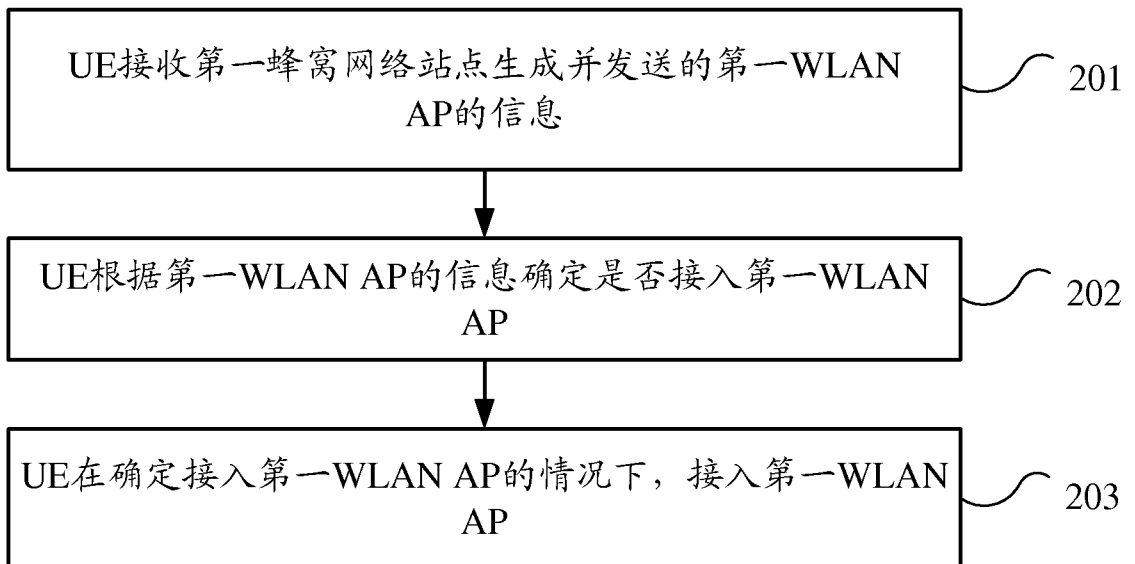 UE接收第一蜂窝网络站点生成并发送的第一WLAN
AP的信息
201
UE根据第一WLAN AP的信息确定是否接入第一WLAN
AP
202
UE在确定接入第一WLAN AP的情况下，接入第一WLAN
AP
203